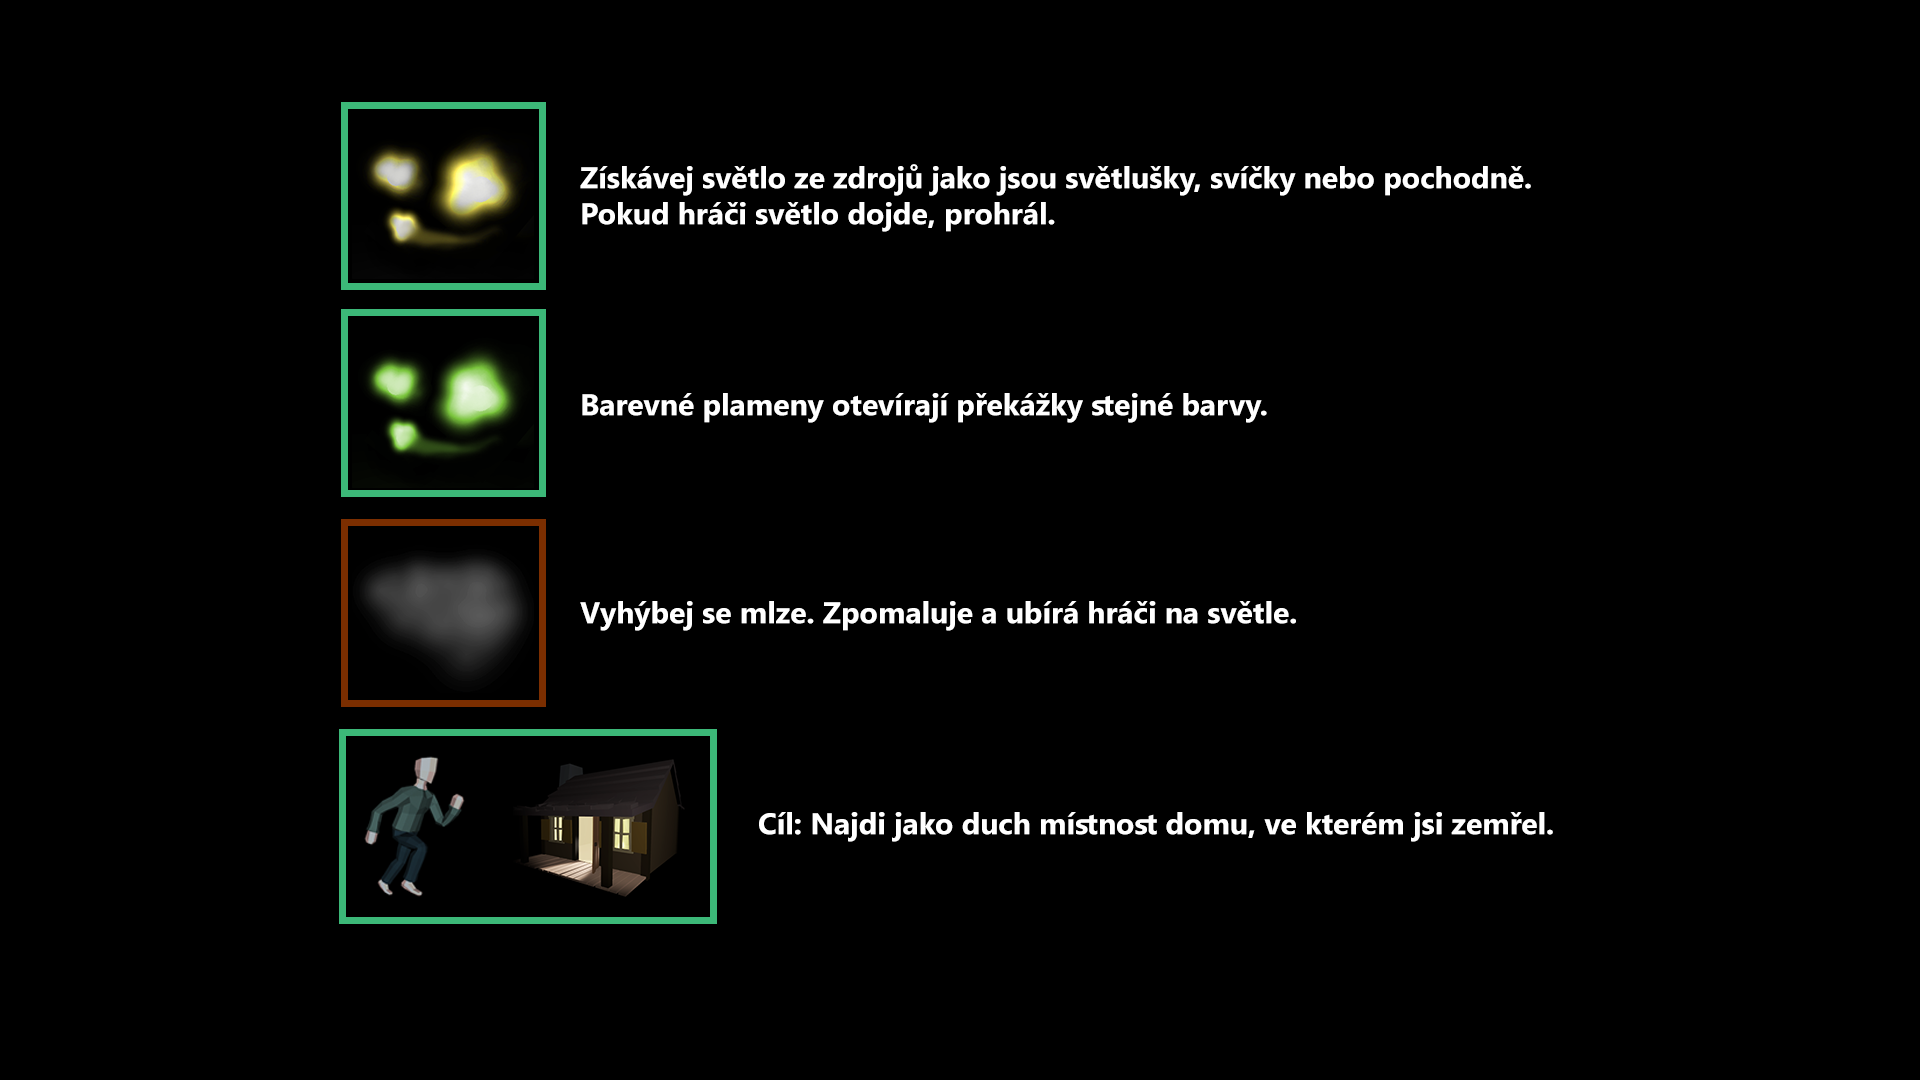 Získávej světlo ze zdrojů jako jsou světlušky, svíčky nebo pochodně.
Pokud hráči světlo dojde, prohrál.
Barevné plameny otevírají překážky stejné barvy.
Vyhýbej se mlze. Zpomaluje a ubírá hráči na světle.
Cíl: Najdi jako duch místnost domu, ve kterém jsi zemřel.